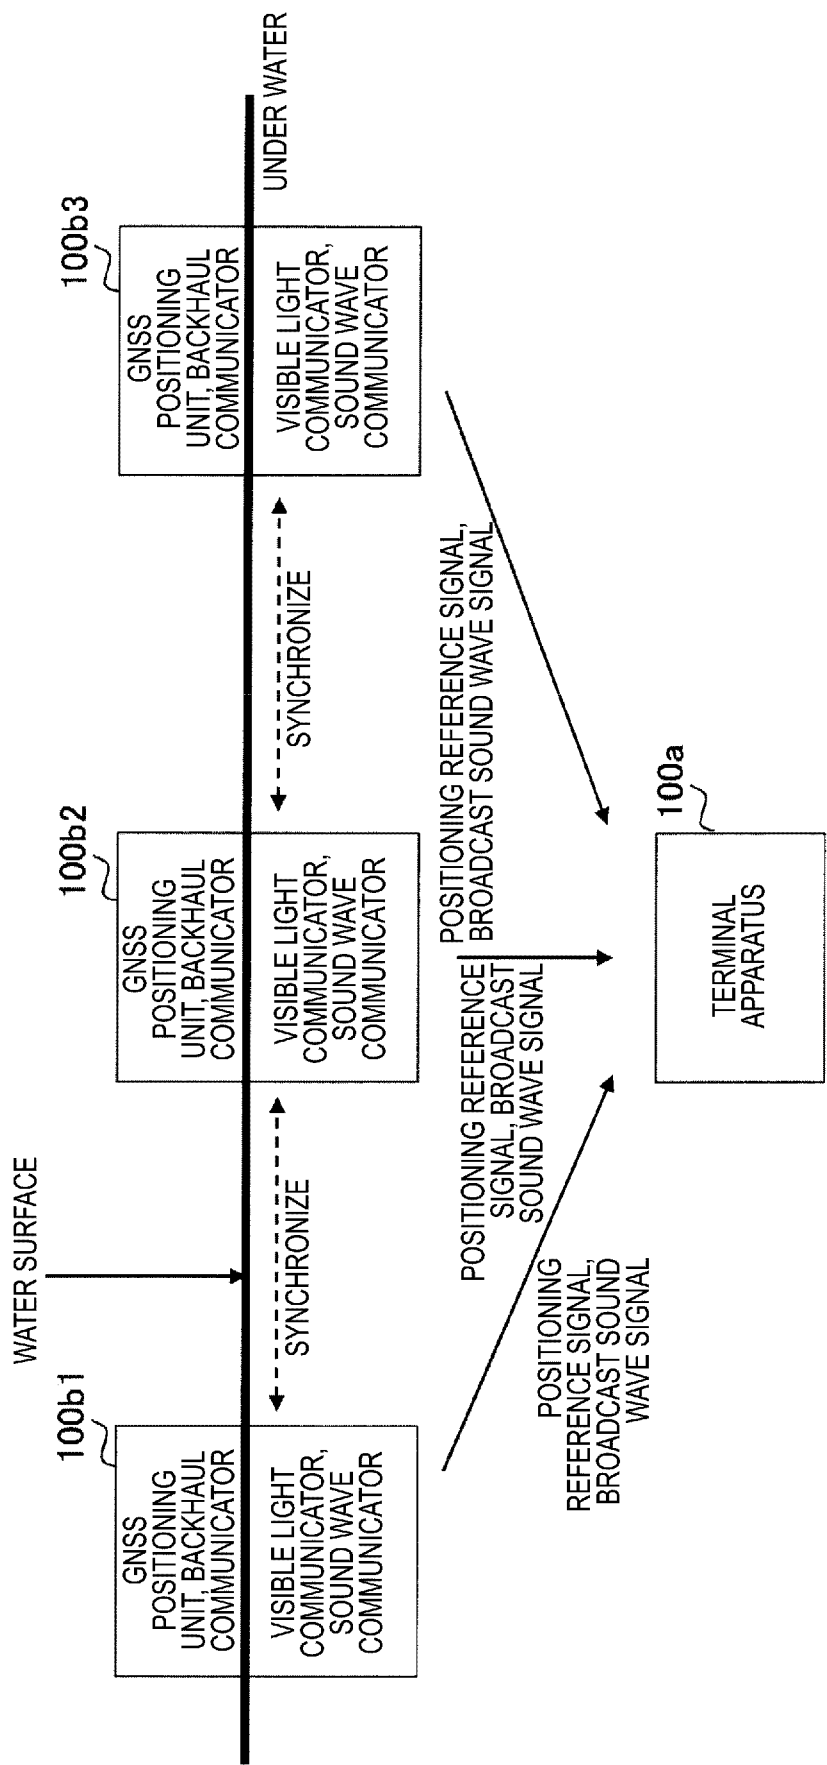 WATER SURFACE
100b1
100b2
100b3
GNSS
POSITIONING
UNIT, BACKHAUL
COMMUNICATOR
VISIBLE LIGHT
COMMUNICATOR,
SOUND WAVE
COMMUNICATOR
GNSS
POSITIONING
UNIT, BACKHAUL
COMMUNICATOR
VISIBLE LIGHT
COMMUNICATOR,
SOUND WAVE
COMMUNICATOR
GNSS
POSITIONING
UNIT, BACKHAUL
COMMUNICATOR
VISIBLE LIGHT
COMMUNICATOR,
SOUND WAVE
COMMUNICATOR
UNDER WATER
SYNCHRONIZE
SYNCHRONIZE
POSITIONING
REFERENCE SIGNAL,
BROADCAST SOUND
WAVE SIGNAL
POSITIONING REFERENCE
SIGNAL, BROADCAST
SOUND WAVE SIGNAL
POSITIONING REFERENCE SIGNAL,
BROADCAST SOUND WAVE SIGNAL
100a
TERMINAL
APPARATUS